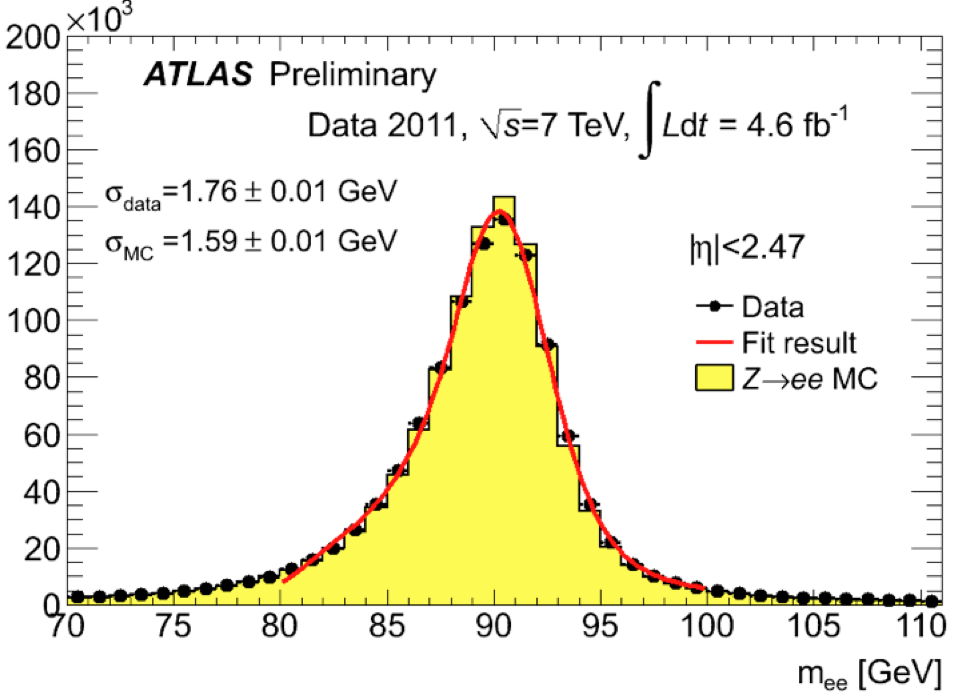 ×10³
ATLAS Preliminary
Data 2011, √s=7 TeV, ∫Ldt = 4.6 fb⁻¹
σdata=1.76 ± 0.01 GeV
σMC=1.59 ± 0.01 GeV
|η|<2.47
Data
Fit result
Z→ee MC
200
180
160
140
120
100
80
60
40
20
0
70 75 80 85 90 95 100 105 110
mee [GeV]